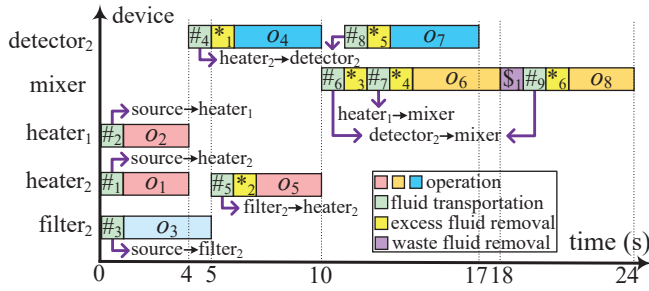 device
detector₂ #₄ *₁ o₄ #₈ *₅ o₇
heater₂→detector₂
mixer #₆ *₃ #₇ *₄ o₆ $₁ #₉ *₆ o₈
source→heater₁
heater₁→mixer
heater₁ #₂ o₂
detector₂→mixer
source→heater₂
heater₂ #₁ o₁ #₅ *₂ o₅
operation
fluid transportation
filter₂→heater₂
filter₂ #₃ o₃
excess fluid removal
waste fluid removal
source→filter₂
time (s)
0 4 5 10 17 18 24